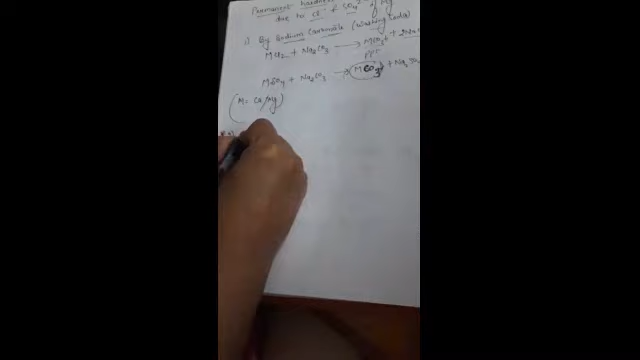 Permanent hardness
due to Cl⁻ & SO₄²⁻ of Mg
1) By Sodium Carbonate (Washing Soda)
MCl₂ + Na₂CO₃ → MCO₃↓ +
PPT
MSO₄ + Na₂CO₃ → MCO₃↓ +
(M = Ca/Mg)